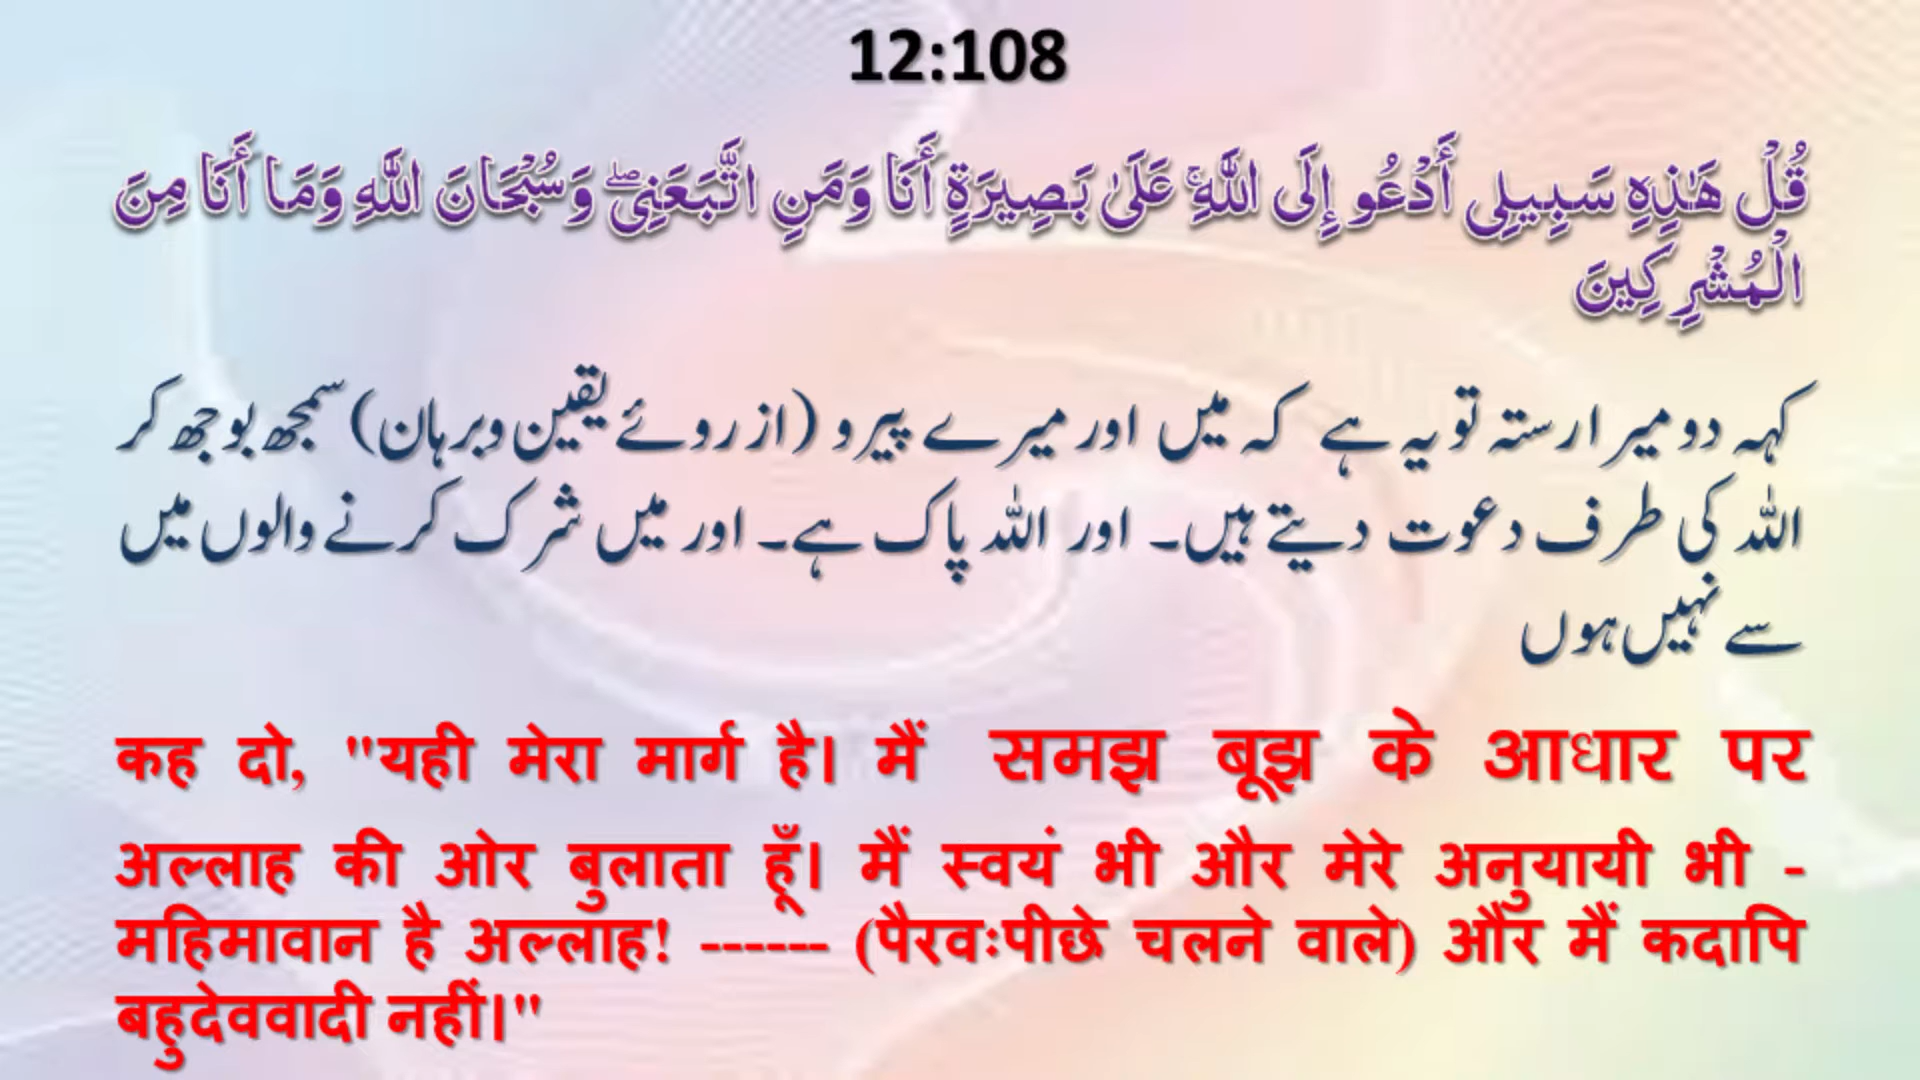 12:108
قُلْ هَٰذِهِ سَبِيلِي أَدْعُو إِلَى اللَّهِ ۚ عَلَىٰ بَصِيرَةٍ أَنَا وَمَنِ اتَّبَعَنِي ۖ وَسُبْحَانَ اللَّهِ وَمَا أَنَا مِنَ
الْمُشْرِكِينَ
کہہ دو میرا رستہ تو یہ ہے کہ میں اور میرے پیرو (از روئے یقین وبرہان) سمجھ بوجھ کر
اللہ کی طرف دعوت دیتے ہیں۔ اور اللہ پاک ہے۔ اور میں شرک کرنے والوں میں
سے نہیں ہوں
कह दो, "यही मेरा मार्ग है। मैं समझ बूझ के आधार पर
अल्लाह की ओर बुलाता हूँ। मैं स्वयं भी और मेरे अनुयायी भी -
महिमावान है अल्लाह! ------ (पैरवःपीछे चलने वाले) और मैं कदापि
बहुदेववादी नहीं।"